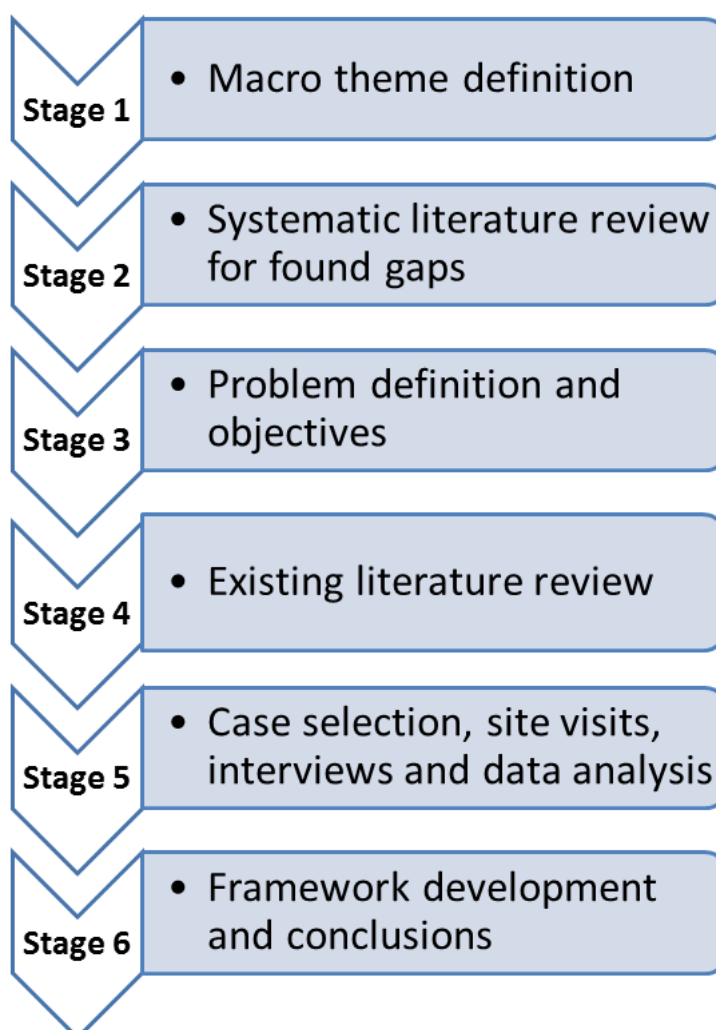 Stage 1
• Macro theme definition
Stage 2
• Systematic literature review
for found gaps
Stage 3
• Problem definition and
objectives
Stage 4
• Existing literature review
Stage 5
• Case selection, site visits,
interviews and data analysis
Stage 6
• Framework development
and conclusions